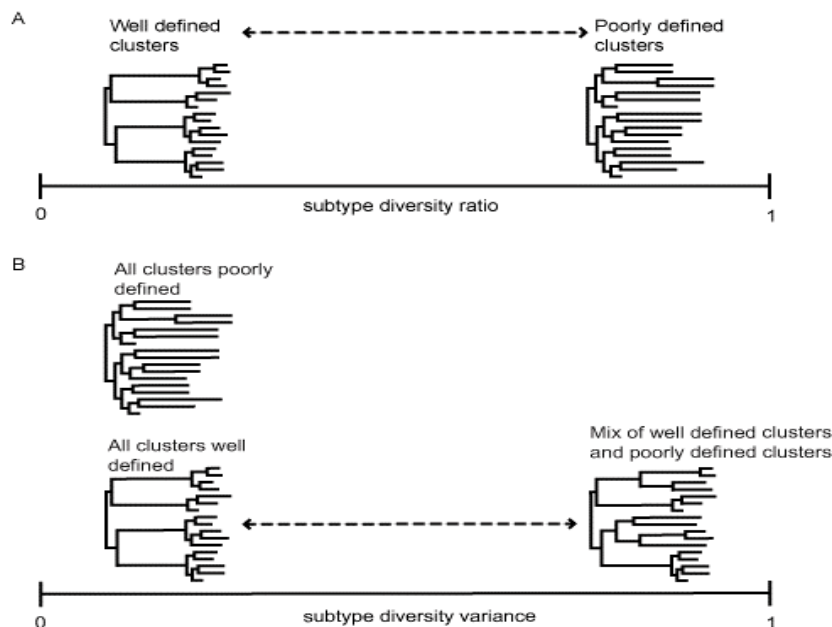 A
Well defined
clusters
Poorly defined
clusters
0
subtype diversity ratio
1
B
All clusters poorly
defined
All clusters well
defined
Mix of well defined clusters
and poorly defined clusters
0
subtype diversity variance
1